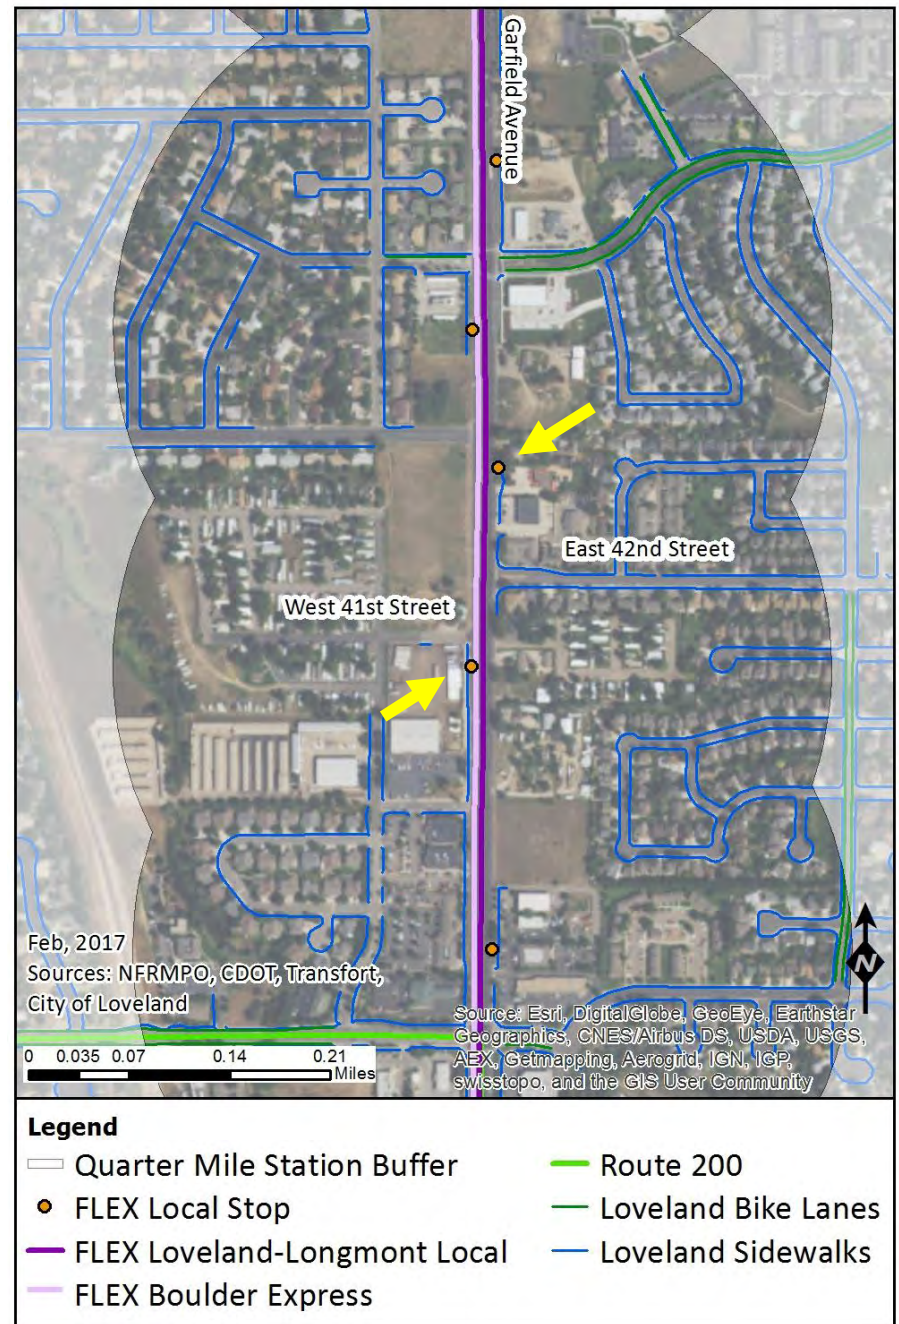 Garfield Avenue
East 42nd Street
West 41st Street
Feb, 2017
Sources: NFRMPO, CDOT, Transfort,
City of Loveland
N
Source: Esri, DigitalGlobe, GeoEye, Earthstar
Geographics, CNES/Airbus DS, USDA, USGS,
AEX, Getmapping, Aerogrid, IGN, IGP,
swisstopo, and the GIS User Community
0 0.035 0.07 0.14 0.21
Miles
Legend
Quarter Mile Station Buffer
FLEX Local Stop
FLEX Loveland-Longmont Local
FLEX Boulder Express
Route 200
Loveland Bike Lanes
Loveland Sidewalks